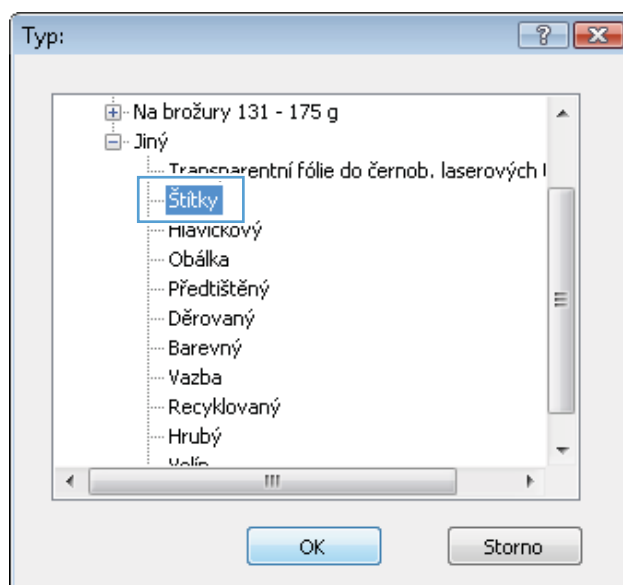 Typ:
Na brožury 131 - 175 g
Jiný
Transparentní fólie do černob. laserových
Štítky
Hlavičkový
Obálka
Předtištěný
Děrovaný
Barevný
Vazba
Recyklovaný
Hrubý
Velín
OK
Storno